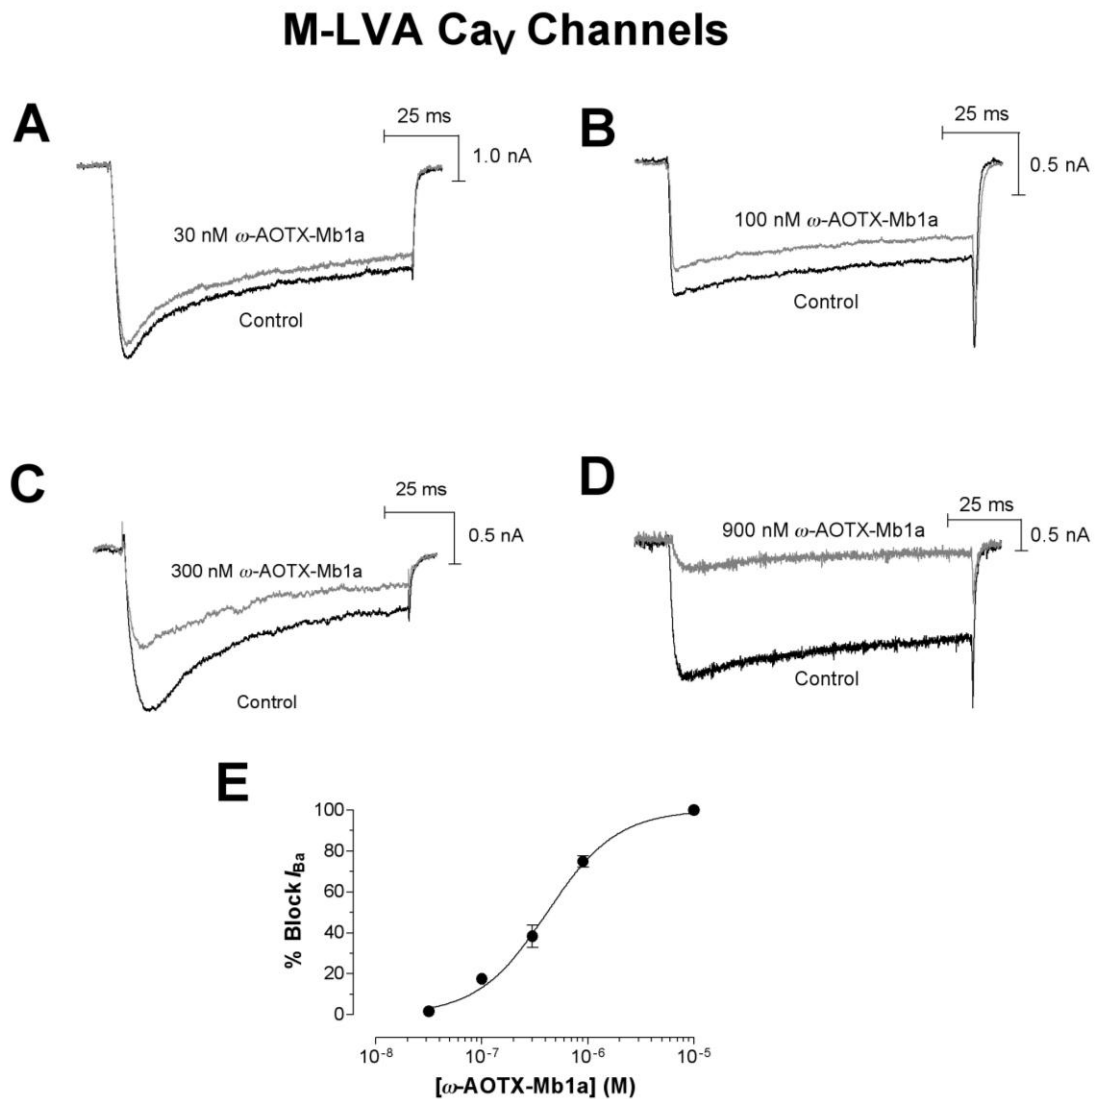 M-LVA CaV Channels
A
25 ms
1.0 nA
30 nM ω-AOTX-Mb1a
Control
B
25 ms
0.5 nA
100 nM ω-AOTX-Mb1a
Control
C
25 ms
0.5 nA
300 nM ω-AOTX-Mb1a
Control
D
25 ms
0.5 nA
900 nM ω-AOTX-Mb1a
Control
E
% Block IBa
100
80
60
40
20
0
10-8 10-7 10-6 10-5
[ω-AOTX-Mb1a] (M)